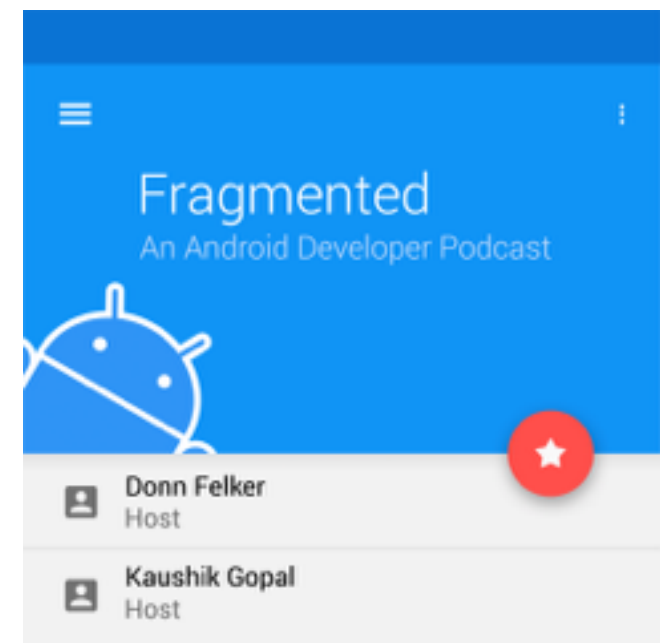 Fragmented
An Android Developer Podcast
Donn Felker
Host
Kaushik Gopal
Host